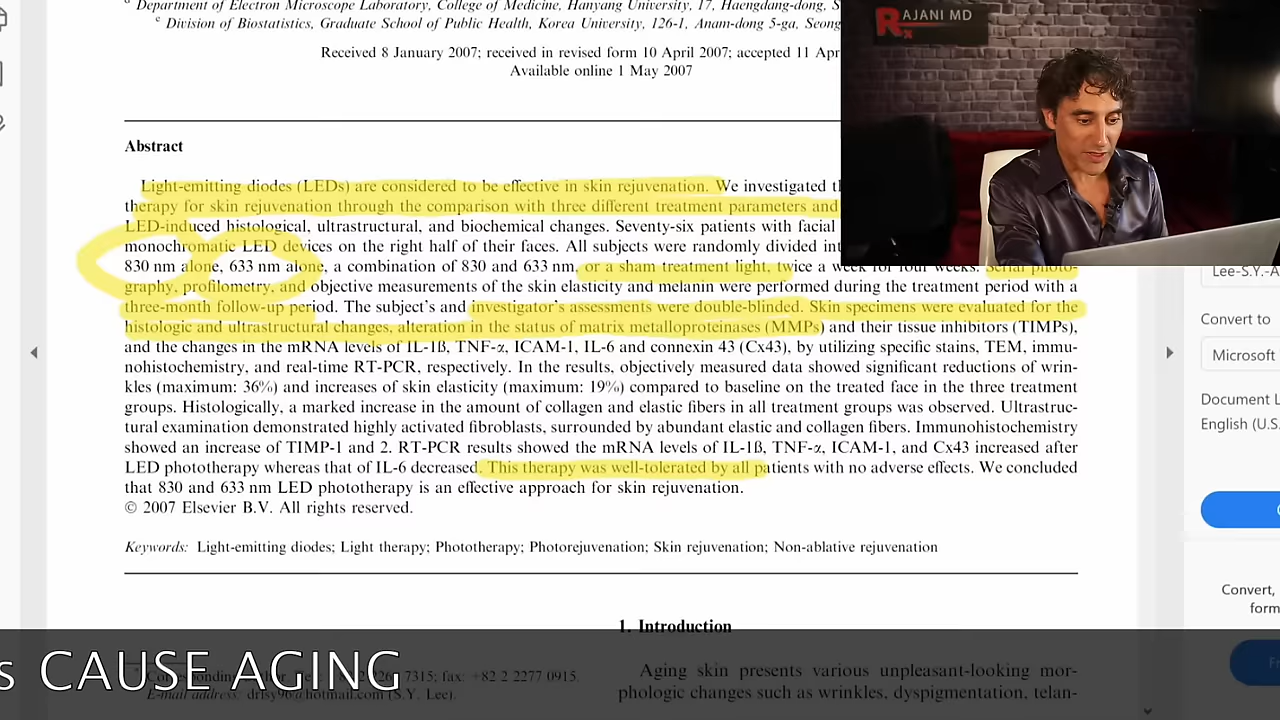 Department of Electron Microscope Laboratory, College of Medicine, Hanyang University, 17, Haengdang-dong, S
c Division of Biostatistics, Graduate School of Public Health, Korea University, 126-1, Anam-dong 5-ga, Seong
Received 8 January 2007; received in revised form 10 April 2007; accepted 11 Apr
Available online 1 May 2007
RAJANI MD
Rx
Abstract
Light-emitting diodes (LEDs) are considered to be effective in skin rejuvenation. We investigated th
therapy for skin rejuvenation through the comparison with three different treatment parameters and
LED-induced histological, ultrastructural, and biochemical changes. Seventy-six patients with facial
monochromatic LED devices on the right half of their faces. All subjects were randomly divided int
830 nm alone, 633 nm alone, a combination of 830 and 633 nm, or a sham treatment light, twice a week for four weeks. Serial photo-
graphy, profilometry, and objective measurements of the skin elasticity and melanin were performed during the treatment period with a
three-month follow-up period. The subject's and investigator's assessments were double-blinded. Skin specimens were evaluated for the
histologic and ultrastructural changes, alteration in the status of matrix metalloproteinases (MMPs) and their tissue inhibitors (TIMPs),
and the changes in the mRNA levels of IL-1ß, TNF-α, ICAM-1, IL-6 and connexin 43 (Cx43), by utilizing specific stains, TEM, immu-
nohistochemistry, and real-time RT-PCR, respectively. In the results, objectively measured data showed significant reductions of wrin-
kles (maximum: 36%) and increases of skin elasticity (maximum: 19%) compared to baseline on the treated face in the three treatment
groups. Histologically, a marked increase in the amount of collagen and elastic fibers in all treatment groups was observed. Ultrastruc-
tural examination demonstrated highly activated fibroblasts, surrounded by abundant elastic and collagen fibers. Immunohistochemistry
showed an increase of TIMP-1 and 2. RT-PCR results showed the mRNA levels of IL-1ß, TNF-α, ICAM-1, and Cx43 increased after
LED phototherapy whereas that of IL-6 decreased. This therapy was well-tolerated by all patients with no adverse effects. We concluded
that 830 and 633 nm LED phototherapy is an effective approach for skin rejuvenation.
© 2007 Elsevier B.V. All rights reserved.
Keywords: Light-emitting diodes; Light therapy; Phototherapy; Photorejuvenation; Skin rejuvenation; Non-ablative rejuvenation
1. Introduction
Aging skin presents various unpleasant-looking mor-
phologic changes such as wrinkles, dyspigmentation, telan-
7315; fax: +82 2 2277 0915.
E-mail address: drlsy96@hotmail.com (S.Y. Lee).
s CAUSE AGING
Lee-S.Y.-A
Convert to
Microsoft
Document L
English (U.S.
Convert,
form